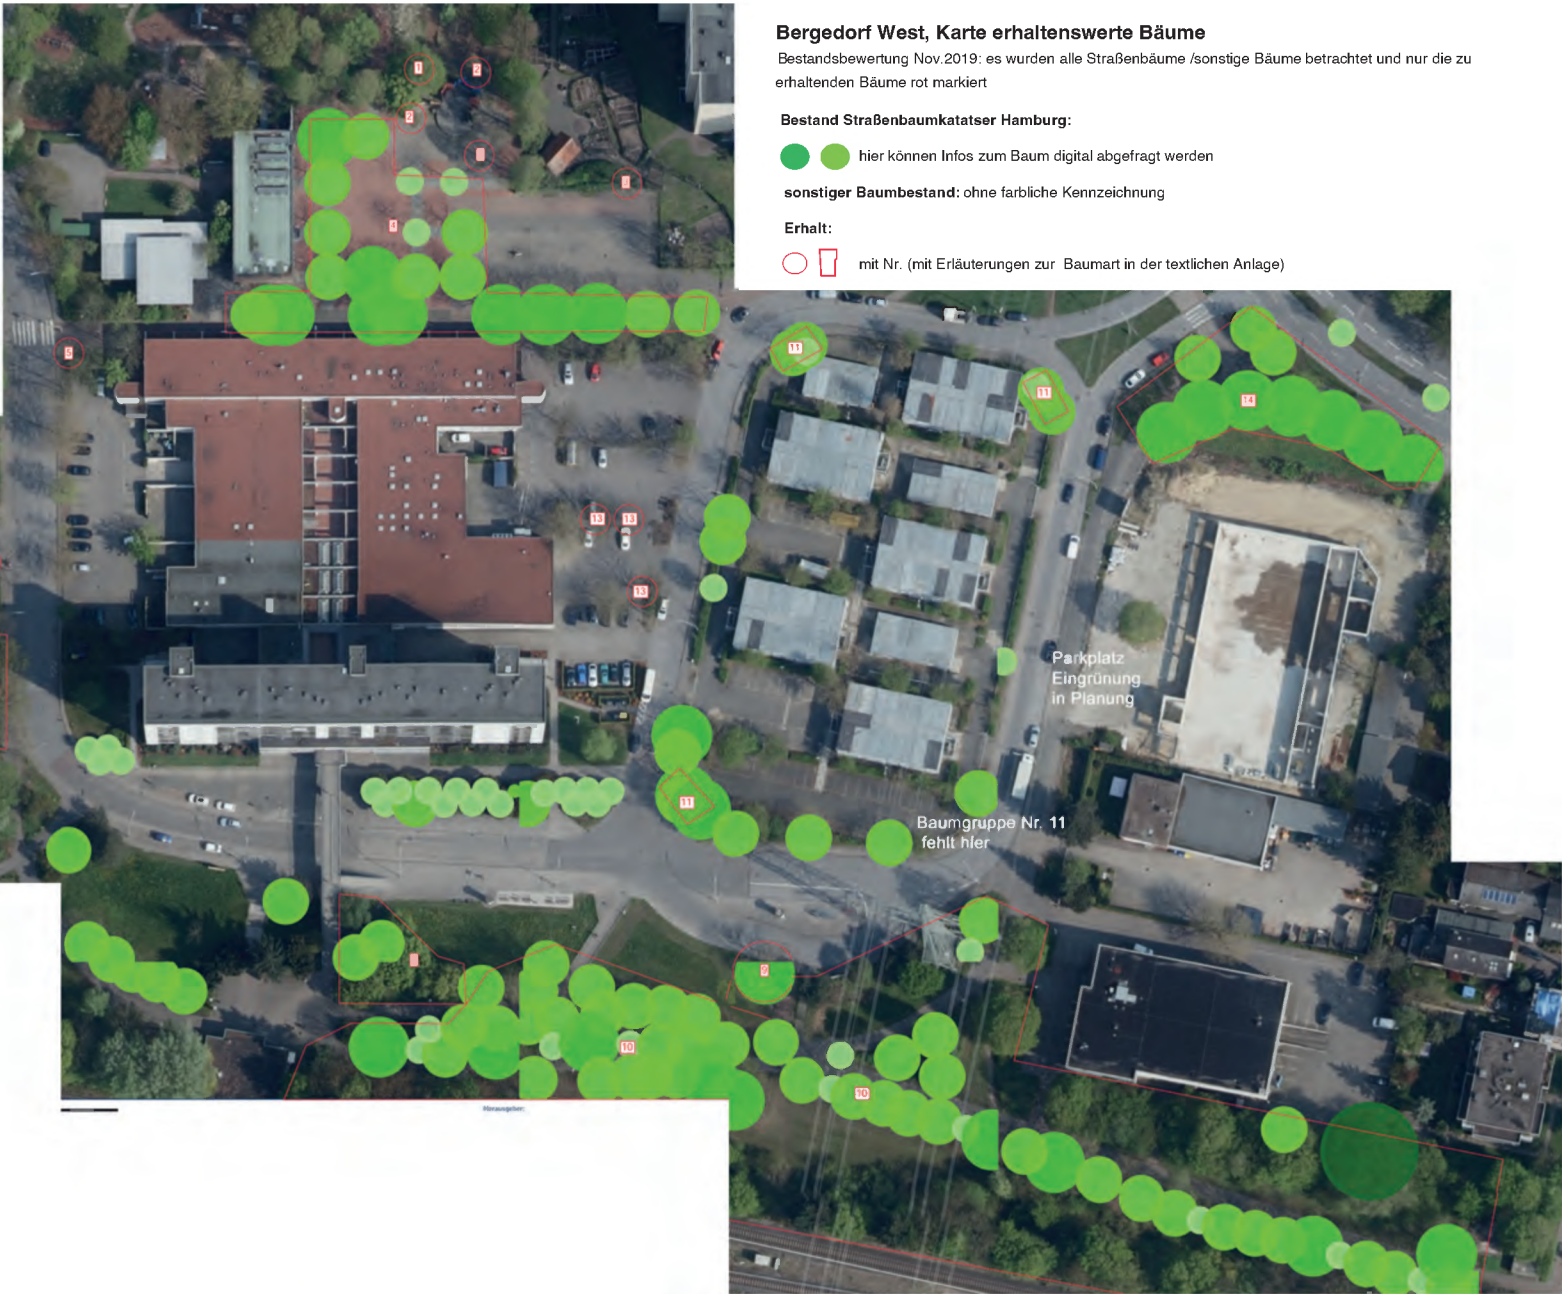 Bergedorf West, Karte erhaltenswerte Bäume
Bestandsbewertung Nov.2019: es wurden alle Straßenbäume /sonstige Bäume betrachtet und nur die zu
erhaltenden Bäume rot markiert
Bestand Straßenbaumkatatser Hamburg:
hier können Infos zum Baum digital abgefragt werden
sonstiger Baumbestand: ohne farbliche Kennzeichnung
Erhalt:
mit Nr. (mit Erläuterungen zur Baumart in der textlichen Anlage)
1
2
2
3
4
5
11
11
14
13
13
13
Parkplatz
Eingrünung
in Planung
11
Baumgruppe Nr. 11
fehlt hier
9
10
10
Herausgeber: